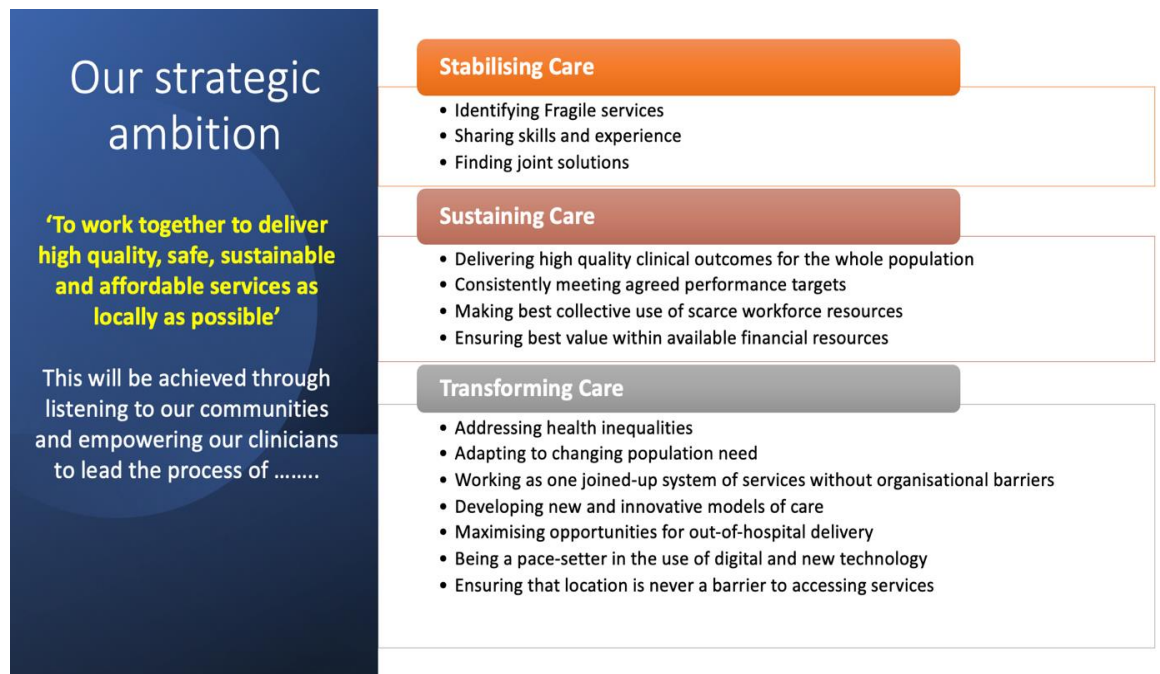 Our strategic
ambition
‘To work together to deliver
high quality, safe, sustainable
and affordable services as
locally as possible’
This will be achieved through
listening to our communities
and empowering our clinicians
to lead the process of ……..
Stabilising Care
• Identifying Fragile services
• Sharing skills and experience
• Finding joint solutions
Sustaining Care
• Delivering high quality clinical outcomes for the whole population
• Consistently meeting agreed performance targets
• Making best collective use of scarce workforce resources
• Ensuring best value within available financial resources
Transforming Care
• Addressing health inequalities
• Adapting to changing population need
• Working as one joined-up system of services without organisational barriers
• Developing new and innovative models of care
• Maximising opportunities for out-of-hospital delivery
• Being a pace-setter in the use of digital and new technology
• Ensuring that location is never a barrier to accessing services